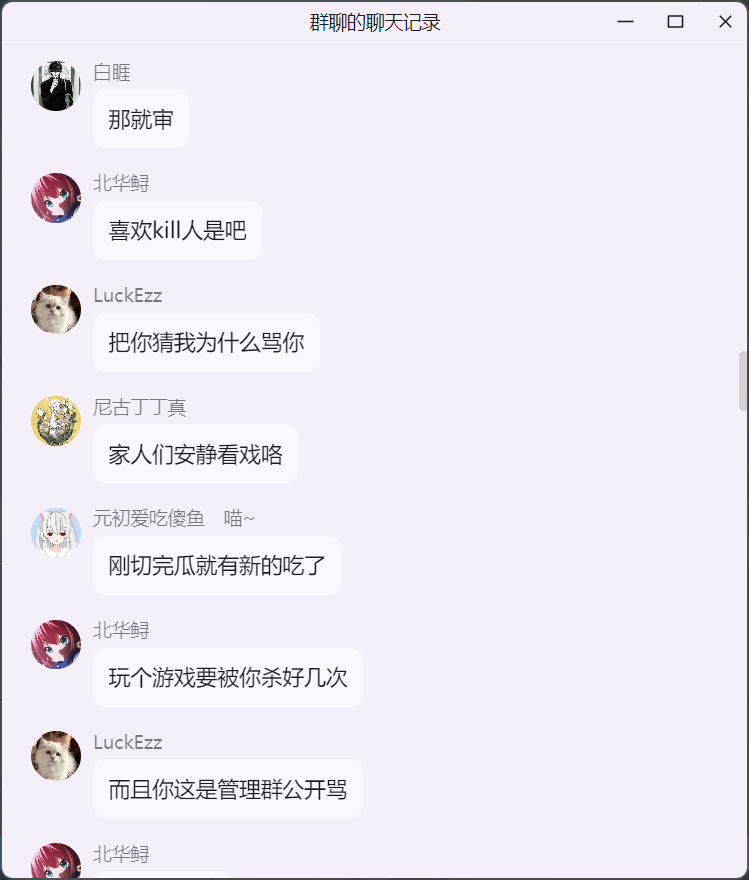 群聊的聊天记录
白睚
那就审
北华鲟
喜欢kill人是吧
LuckEzz
把你猜我为什么骂你
尼古丁丁真
家人们安静看戏咯
元初爱吃傻鱼 喵~
刚切完瓜就有新的吃了
北华鲟
玩个游戏要被你杀好几次
LuckEzz
而且你这是管理群公开骂
北华鲟